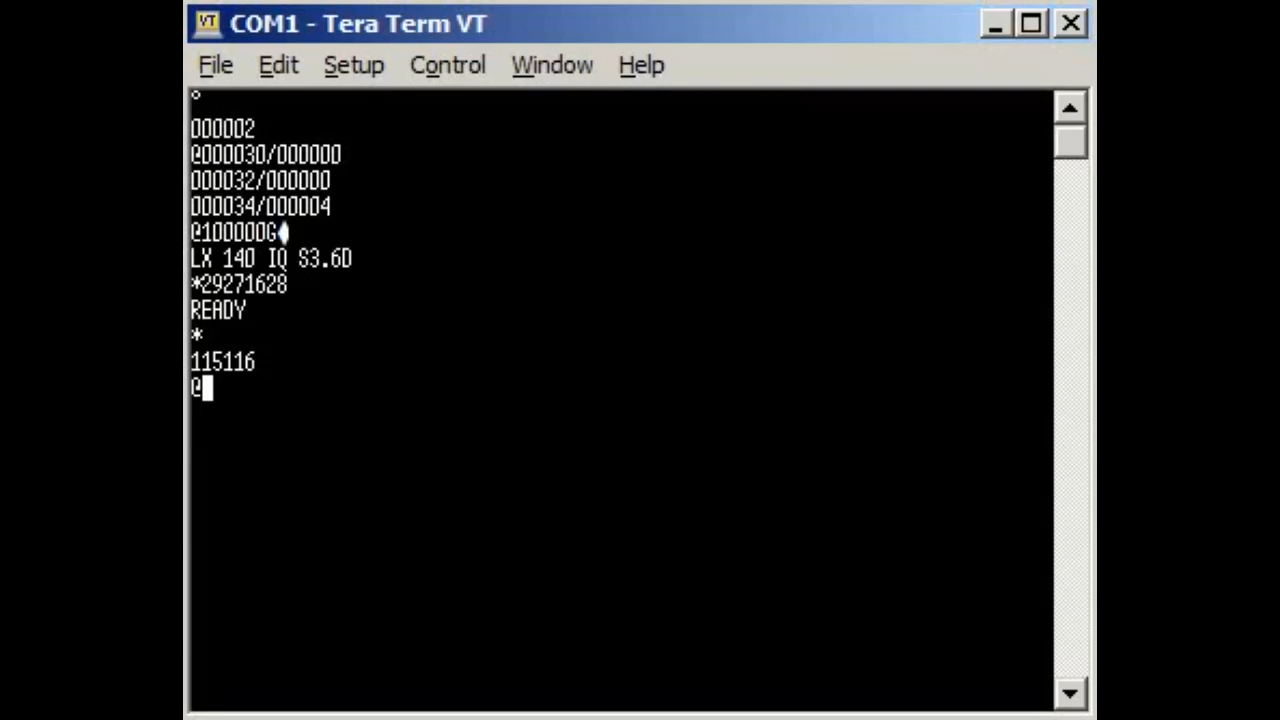 COM1 - Tera Term VT
File Edit Setup Control Window Help
000002
@000030/000000
000032/000000
000034/000004
@100000G
LX 140 IQ S3.6D
*29271628
READY
*
115116
@